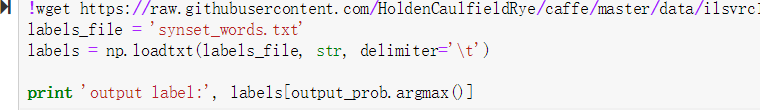 !wget https://raw.githubusercontent.com/HoldenCaulfieldRye/caffe/master/data/ilsvrc1
labels_file = 'synset_words.txt'
labels = np.loadtxt(labels_file, str, delimiter='\t')
print 'output label:', labels[output_prob.argmax()]